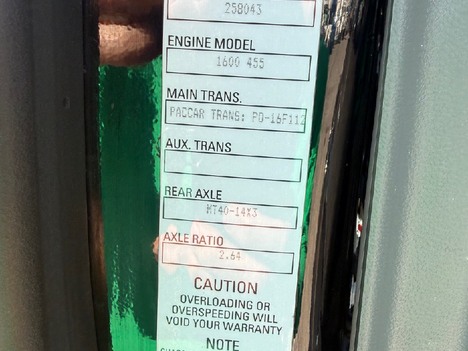 258043
ENGINE MODEL
1600 455
MAIN TRANS.
PACCAR TRANS: PO-16F112
AUX. TRANS
REAR AXLE
MT40-14X3
AXLE RATIO
2.64
CAUTION
OVERLOADING OR
OVERSPEEDING WILL
VOID YOUR WARRANTY
NOTE